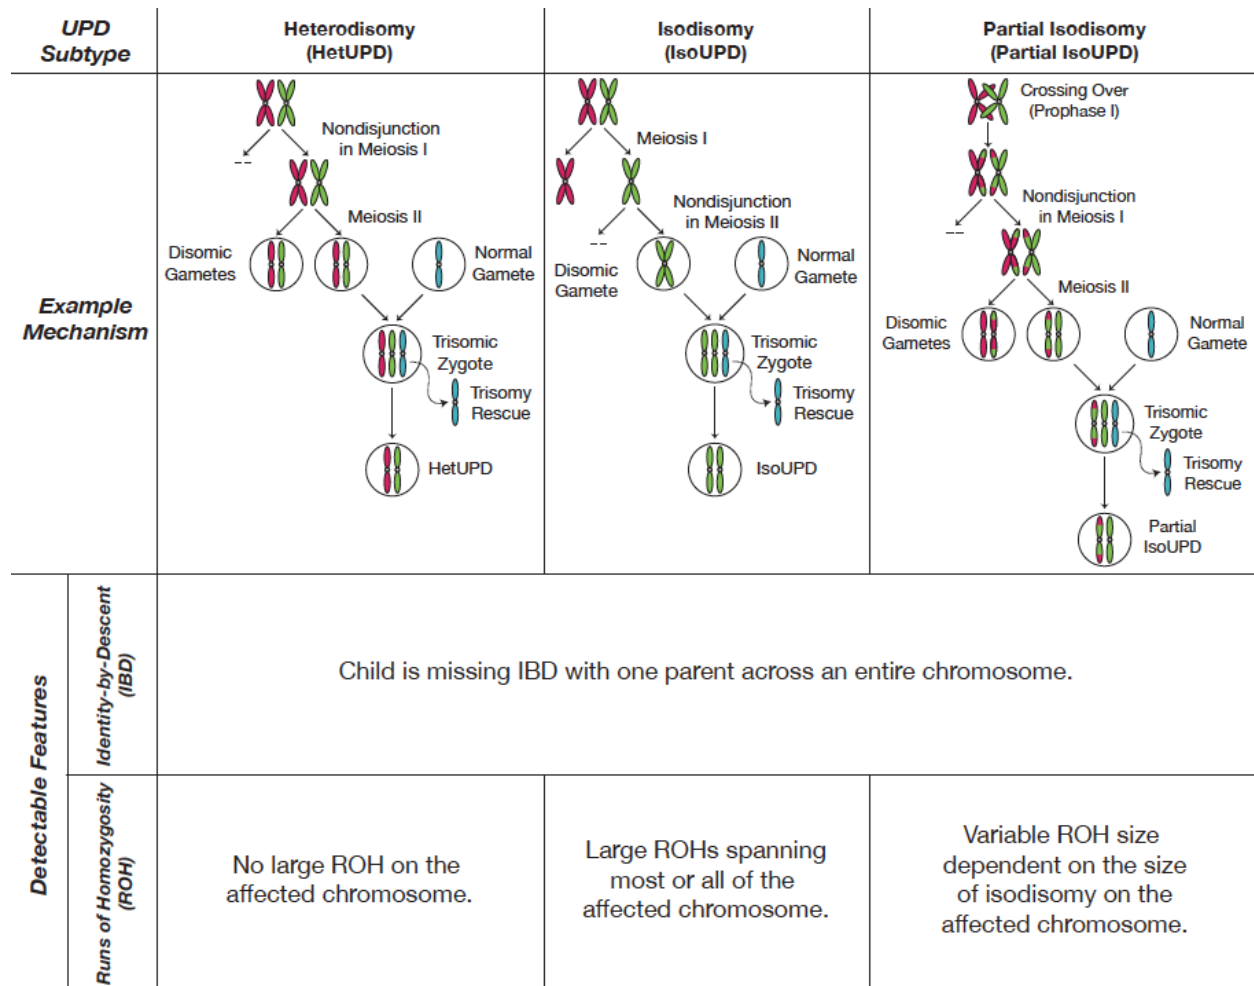 UPD
Subtype
Heterodisomy
(HetUPD)
Isodisomy
(IsoUPD)
Partial Isodisomy
(Partial IsoUPD)
Example
Mechanism
Nondisjunction
in Meiosis I
--
Meiosis II
Disomic
Gametes
Normal
Gamete
Trisomic
Zygote
Trisomy
Rescue
HetUPD
Meiosis I
Nondisjunction
in Meiosis II
--
Disomic
Gamete
Normal
Gamete
Trisomic
Zygote
Trisomy
Rescue
IsoUPD
Crossing Over
(Prophase I)
Nondisjunction
in Meiosis I
--
Meiosis II
Disomic
Gametes
Normal
Gamete
Trisomic
Zygote
Trisomy
Rescue
Partial
IsoUPD
Detectable Features
Identity-by-Descent
(IBD)
Child is missing IBD with one parent across an entire chromosome.
Runs of Homozygosity
(ROH)
No large ROH on the
affected chromosome.
Large ROHs spanning
most or all of the
affected chromosome.
Variable ROH size
dependent on the size
of isodisomy on the
affected chromosome.